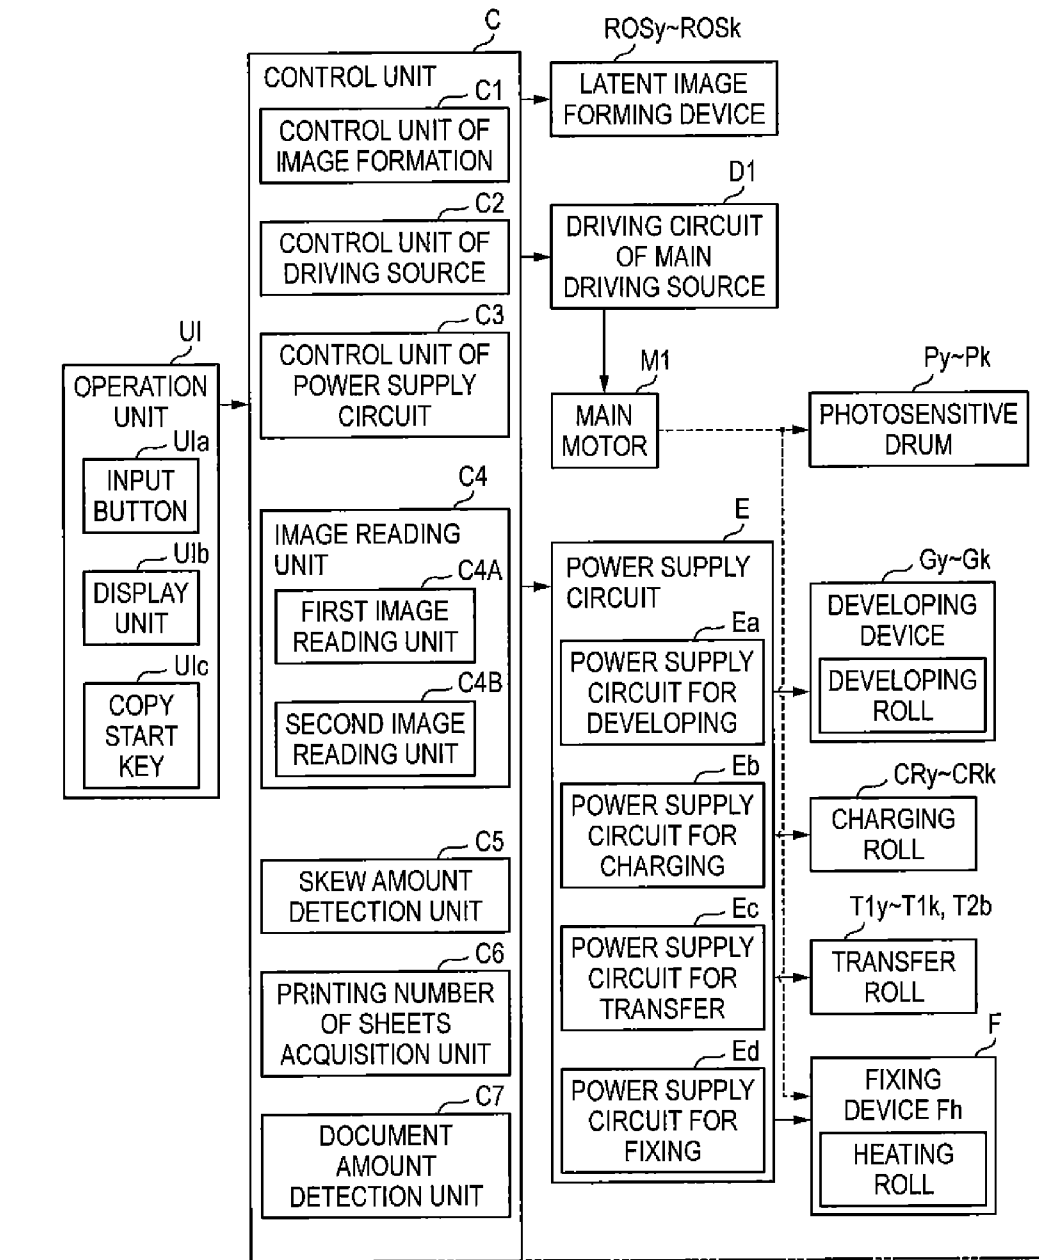 UI
OPERATION
UNIT
UIa
INPUT
BUTTON
UIb
DISPLAY
UNIT
UIc
COPY
START
KEY
C
CONTROL UNIT
C1
CONTROL UNIT OF
IMAGE FORMATION
C2
CONTROL UNIT OF
DRIVING SOURCE
C3
CONTROL UNIT OF
POWER SUPPLY
CIRCUIT
C4
IMAGE READING
UNIT
C4A
FIRST IMAGE
READING UNIT
C4B
SECOND IMAGE
READING UNIT
C5
SKEW AMOUNT
DETECTION UNIT
C6
PRINTING NUMBER
OF SHEETS
ACQUISITION UNIT
C7
DOCUMENT
AMOUNT
DETECTION UNIT
ROSy~ROSk
LATENT IMAGE
FORMING DEVICE
D1
DRIVING CIRCUIT
OF MAIN
DRIVING SOURCE
M1
MAIN
MOTOR
E
POWER SUPPLY
CIRCUIT
Ea
POWER SUPPLY
CIRCUIT FOR
DEVELOPING
Eb
POWER SUPPLY
CIRCUIT FOR
CHARGING
Ec
POWER SUPPLY
CIRCUIT FOR
TRANSFER
Ed
POWER SUPPLY
CIRCUIT FOR
FIXING
Py~Pk
PHOTOSENSITIVE
DRUM
Gy~Gk
DEVELOPING
DEVICE
DEVELOPING
ROLL
CRy~CRk
CHARGING
ROLL
T1y~T1k, T2b
TRANSFER
ROLL
F
FIXING
DEVICE Fh
HEATING
ROLL